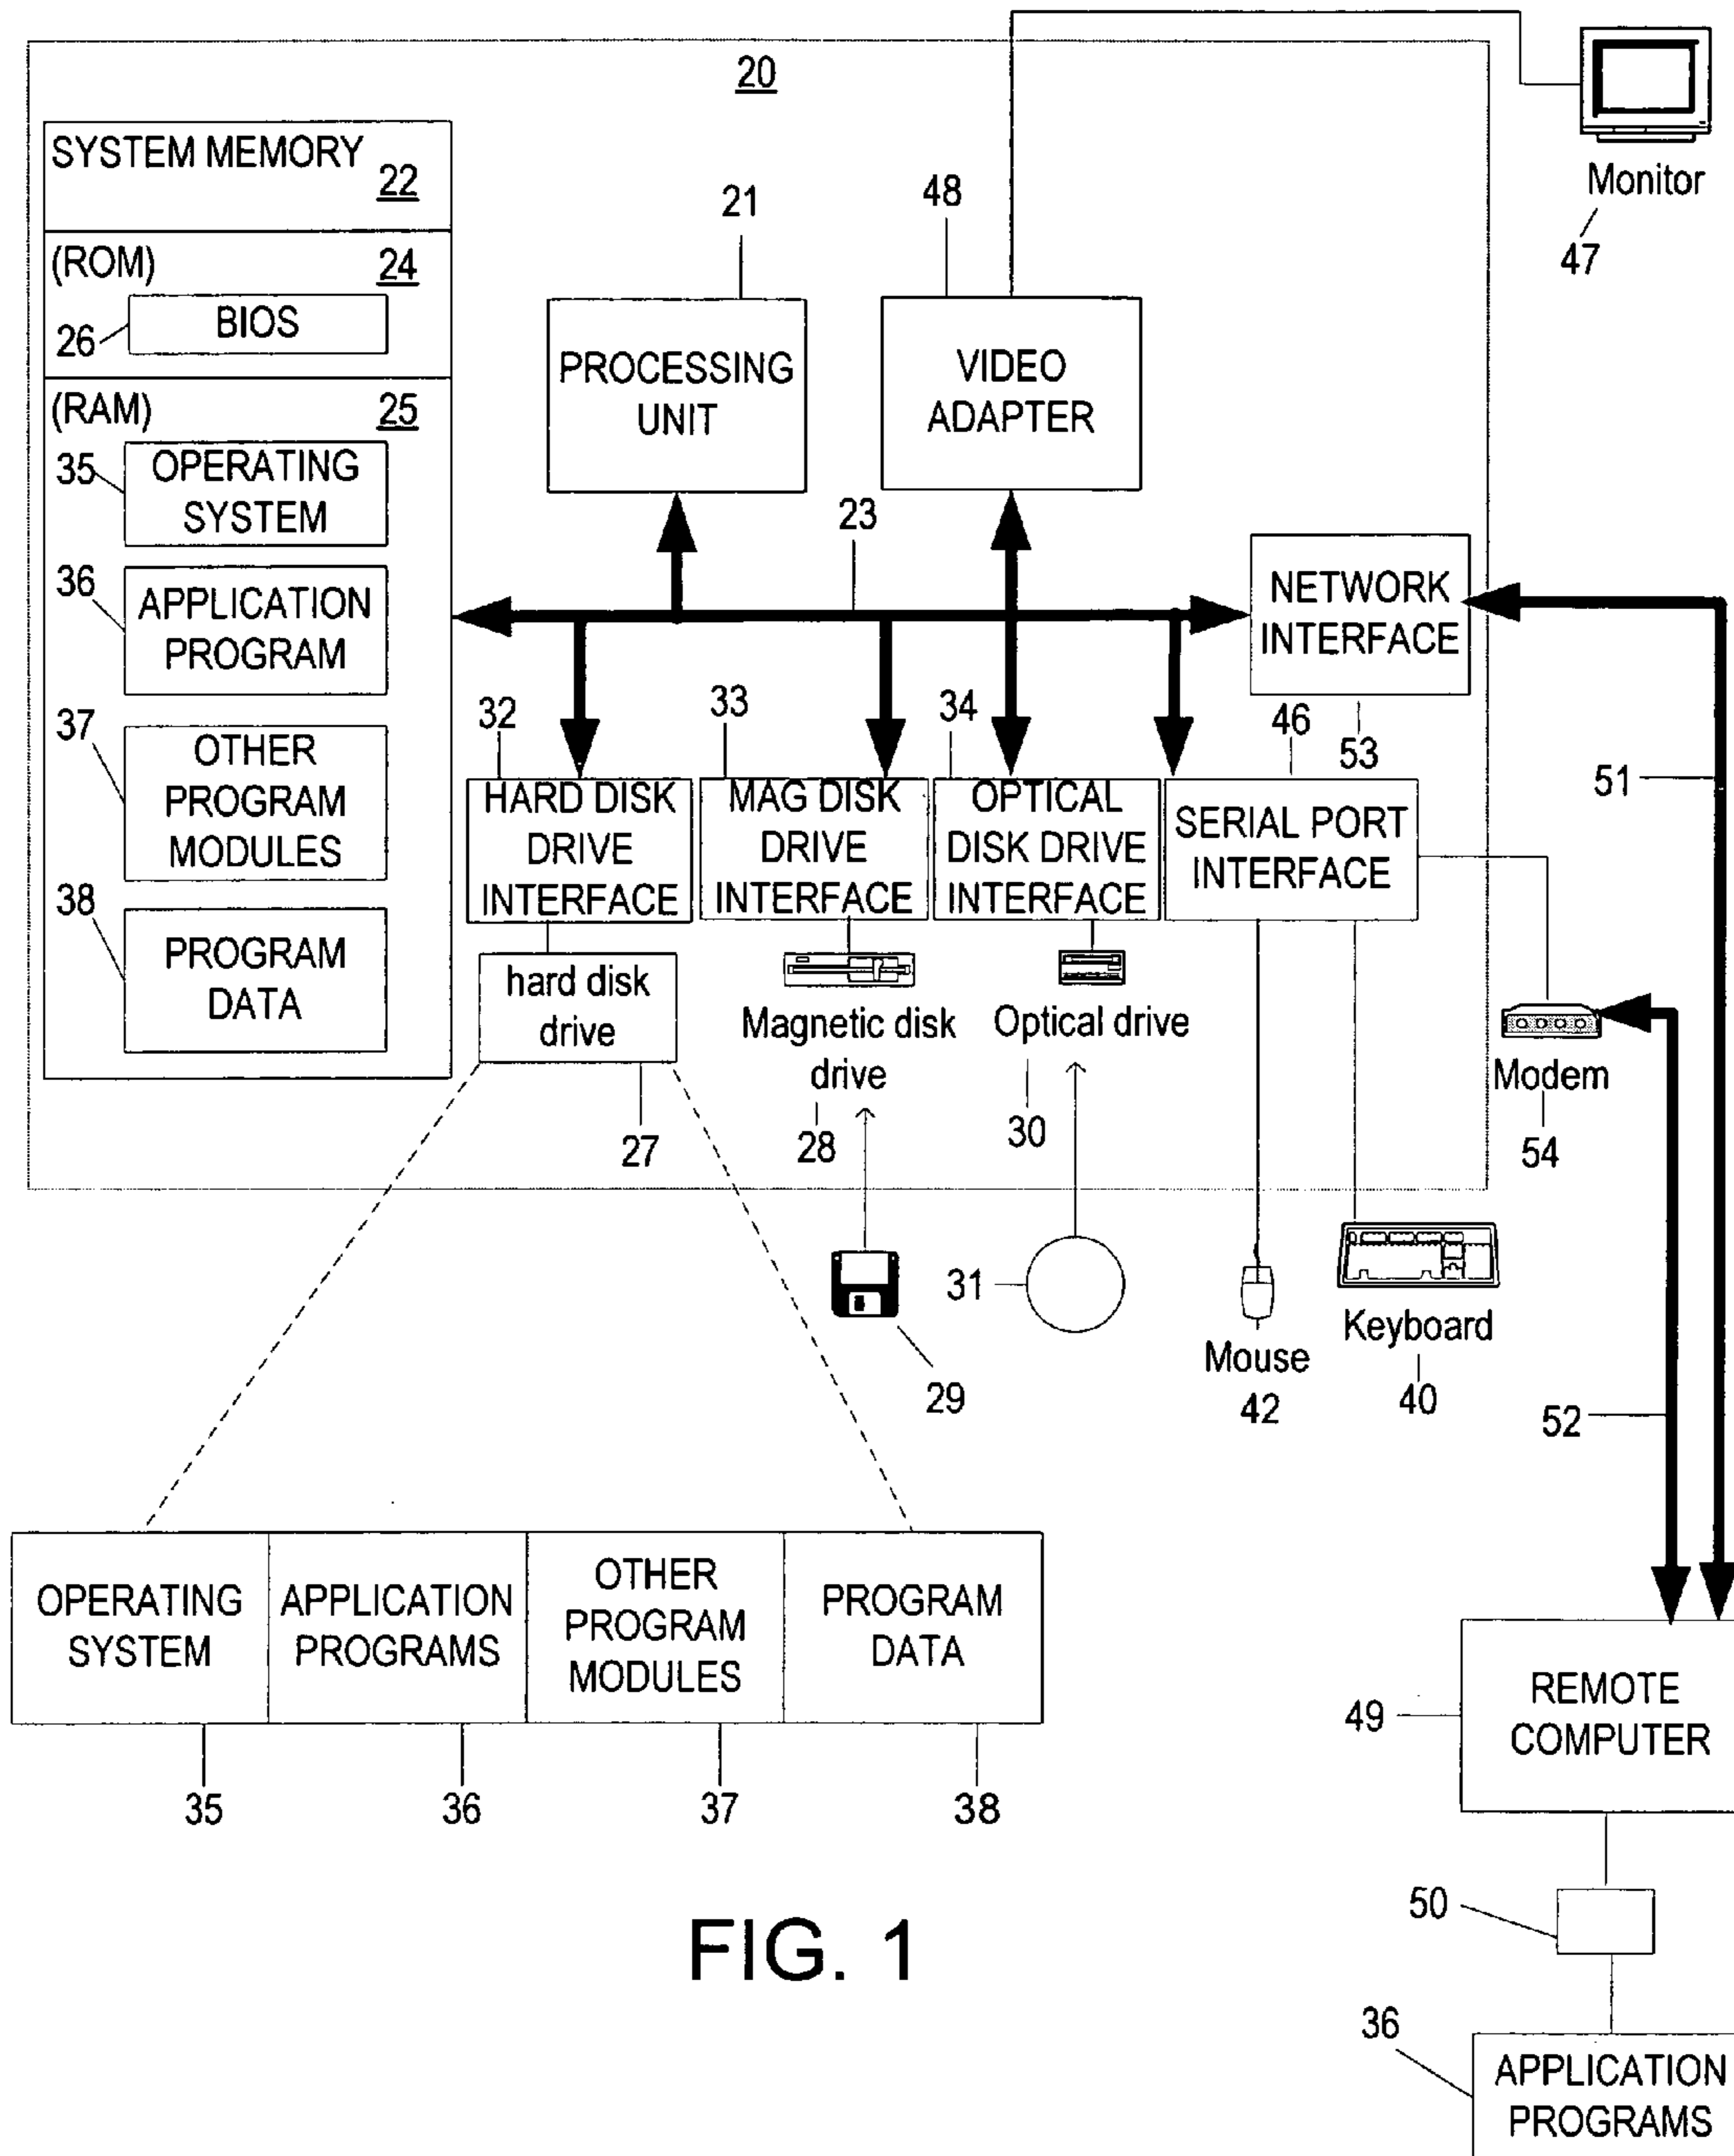 20
SYSTEM MEMORY
22
(ROM)
24
BIOS
26
(RAM)
25
35
OPERATING
SYSTEM
36
APPLICATION
PROGRAM
37
OTHER
PROGRAM
MODULES
38
PROGRAM
DATA
21
PROCESSING
UNIT
48
VIDEO
ADAPTER
Monitor
47
23
NETWORK
INTERFACE
53
32
HARD DISK
DRIVE
INTERFACE
33
MAG DISK
DRIVE
INTERFACE
34
OPTICAL
DISK DRIVE
INTERFACE
46
SERIAL PORT
INTERFACE
51
hard disk
drive
27
Magnetic disk
drive
28
Optical drive
30
Modem
54
29
31
Mouse
42
Keyboard
40
52
OPERATING
SYSTEM
APPLICATION
PROGRAMS
OTHER
PROGRAM
MODULES
PROGRAM
DATA
35
36
37
38
49
REMOTE
COMPUTER
50
36
APPLICATION
PROGRAMS
FIG. 1